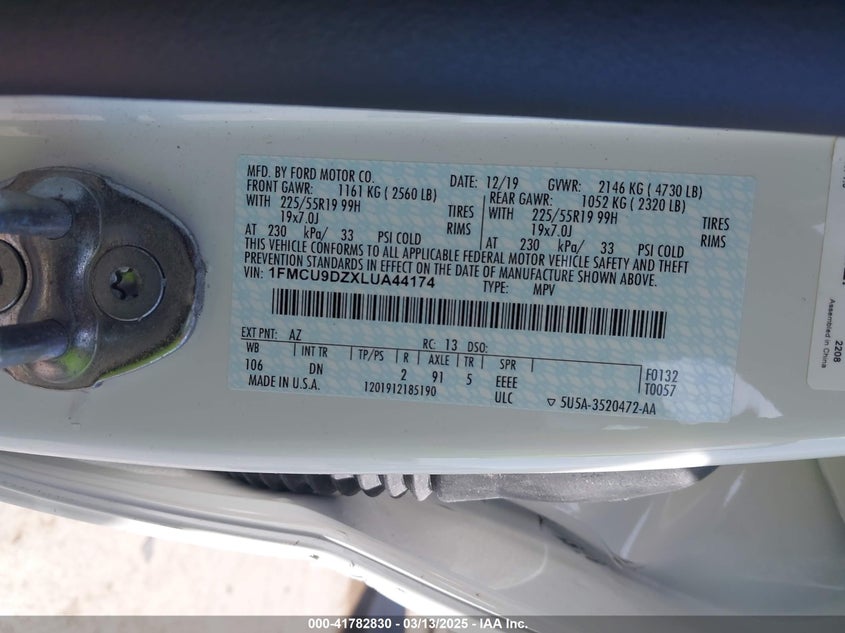 MFD. BY FORD MOTOR CO.
DATE: 12/19 GVWR: 2146 KG ( 4730 LB)
FRONT GAWR: 1161 KG ( 2560 LB)
WITH 225/55R19 99H TIRES
19x7.0J RIMS
AT 230 kPa/ 33 PSI COLD
REAR GAWR: 1052 KG ( 2320 LB)
WITH 225/55R19 99H TIRES
19x7.0J RIMS
AT 230 kPa/ 33 PSI COLD
THIS VEHICLE CONFORMS TO ALL APPLICABLE FEDERAL MOTOR VEHICLE SAFETY AND THEFT
PREVENTION STANDARDS IN EFFECT ON THE DATE OF MANUFACTURE SHOWN ABOVE.
VIN: 1FMCU9DZXLUA44174 TYPE: MPV
EXT PNT: AZ RC: 13 DSO:
WB INT TR TP/PS R AXLE TR SPR
106 DN 2 91 5 EEEE F0132
ULC T0057
MADE IN U.S.A. 1201912185190 5U5A-3520472-AA
2208
Assembled in China
000-41782830 - 03/13/2025 - IAA Inc.